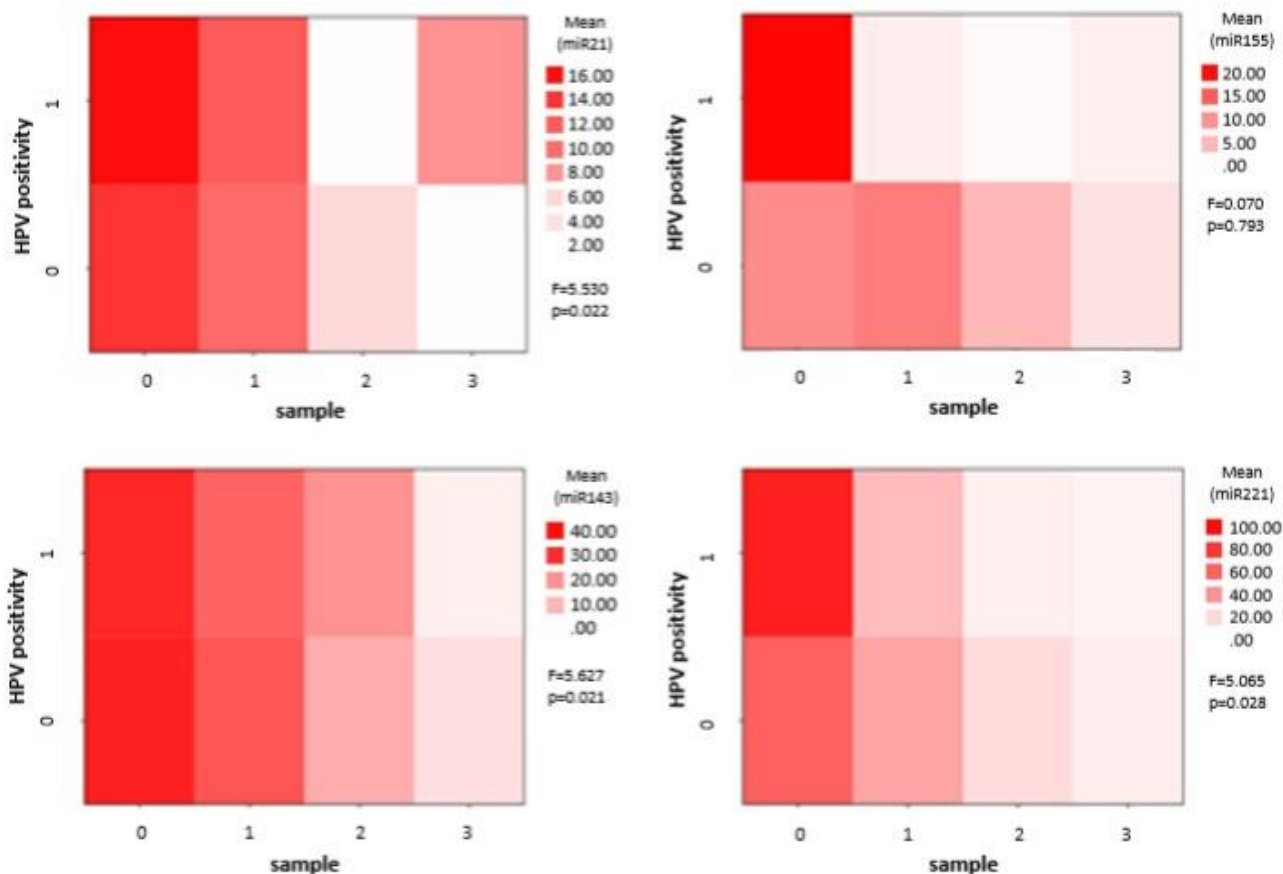 Mean
(miR21)
16.00
14.00
12.00
10.00
8.00
6.00
4.00
2.00
F=5.530
p=0.022
HPV positivity
1
0
0 1 2 3
sample
Mean
(miR155)
20.00
15.00
10.00
5.00
.00
F=0.070
p=0.793
HPV positivity
1
0
0 1 2 3
sample
Mean
(miR143)
40.00
30.00
20.00
10.00
.00
F=5.627
p=0.021
HPV positivity
1
0
0 1 2 3
sample
Mean
(miR221)
100.00
80.00
60.00
40.00
20.00
.00
F=5.065
p=0.028
HPV positivity
1
0
0 1 2 3
sample